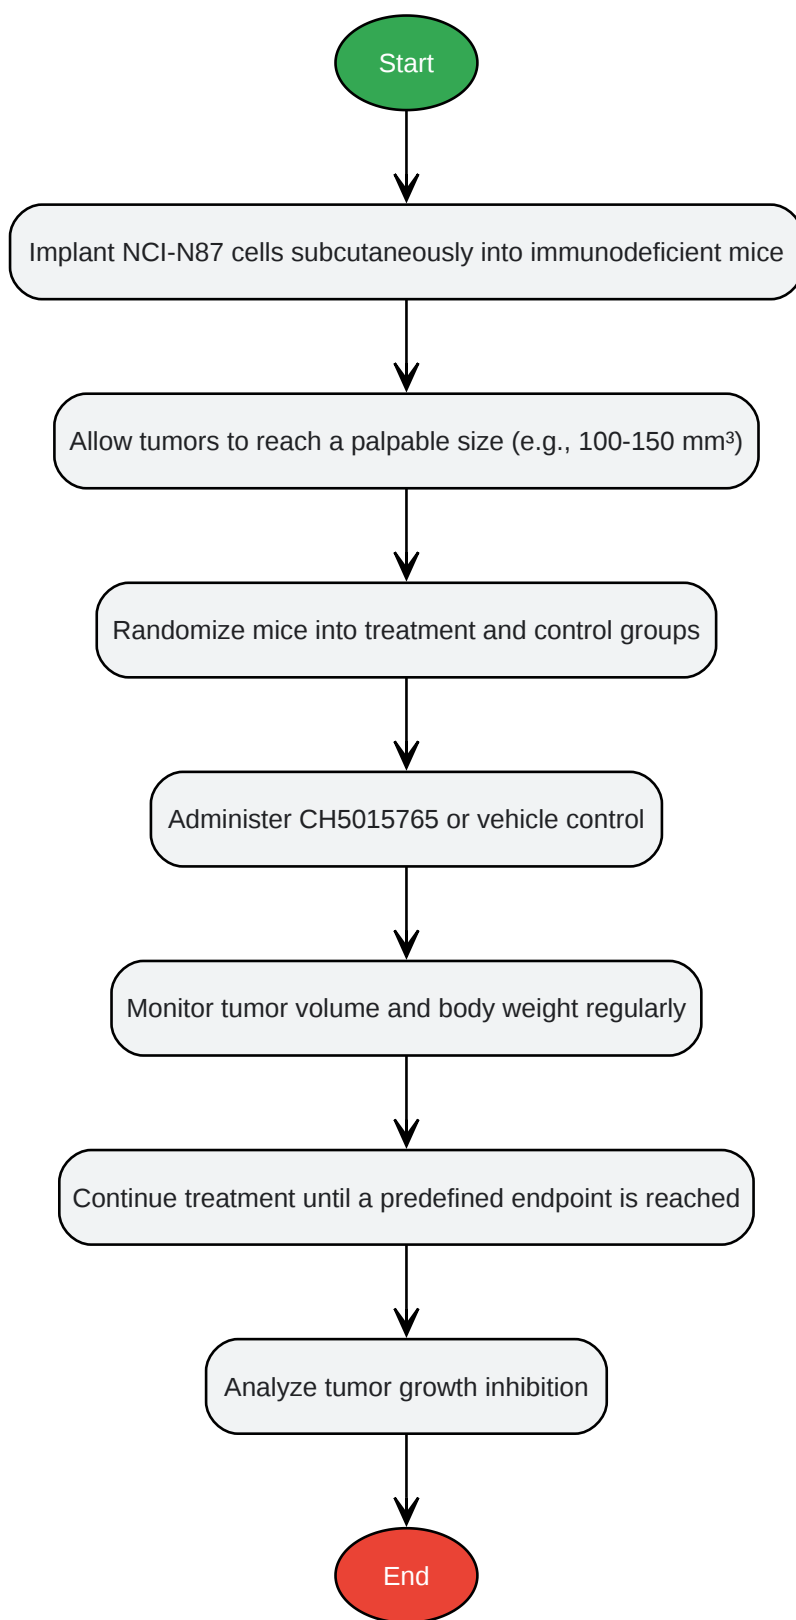 Start
Implant NCI-N87 cells subcutaneously into immunodeficient mice
Allow tumors to reach a palpable size (e.g., 100-150 mm³)
Randomize mice into treatment and control groups
Administer CH5015765 or vehicle control
Monitor tumor volume and body weight regularly
Continue treatment until a predefined endpoint is reached
Analyze tumor growth inhibition
End